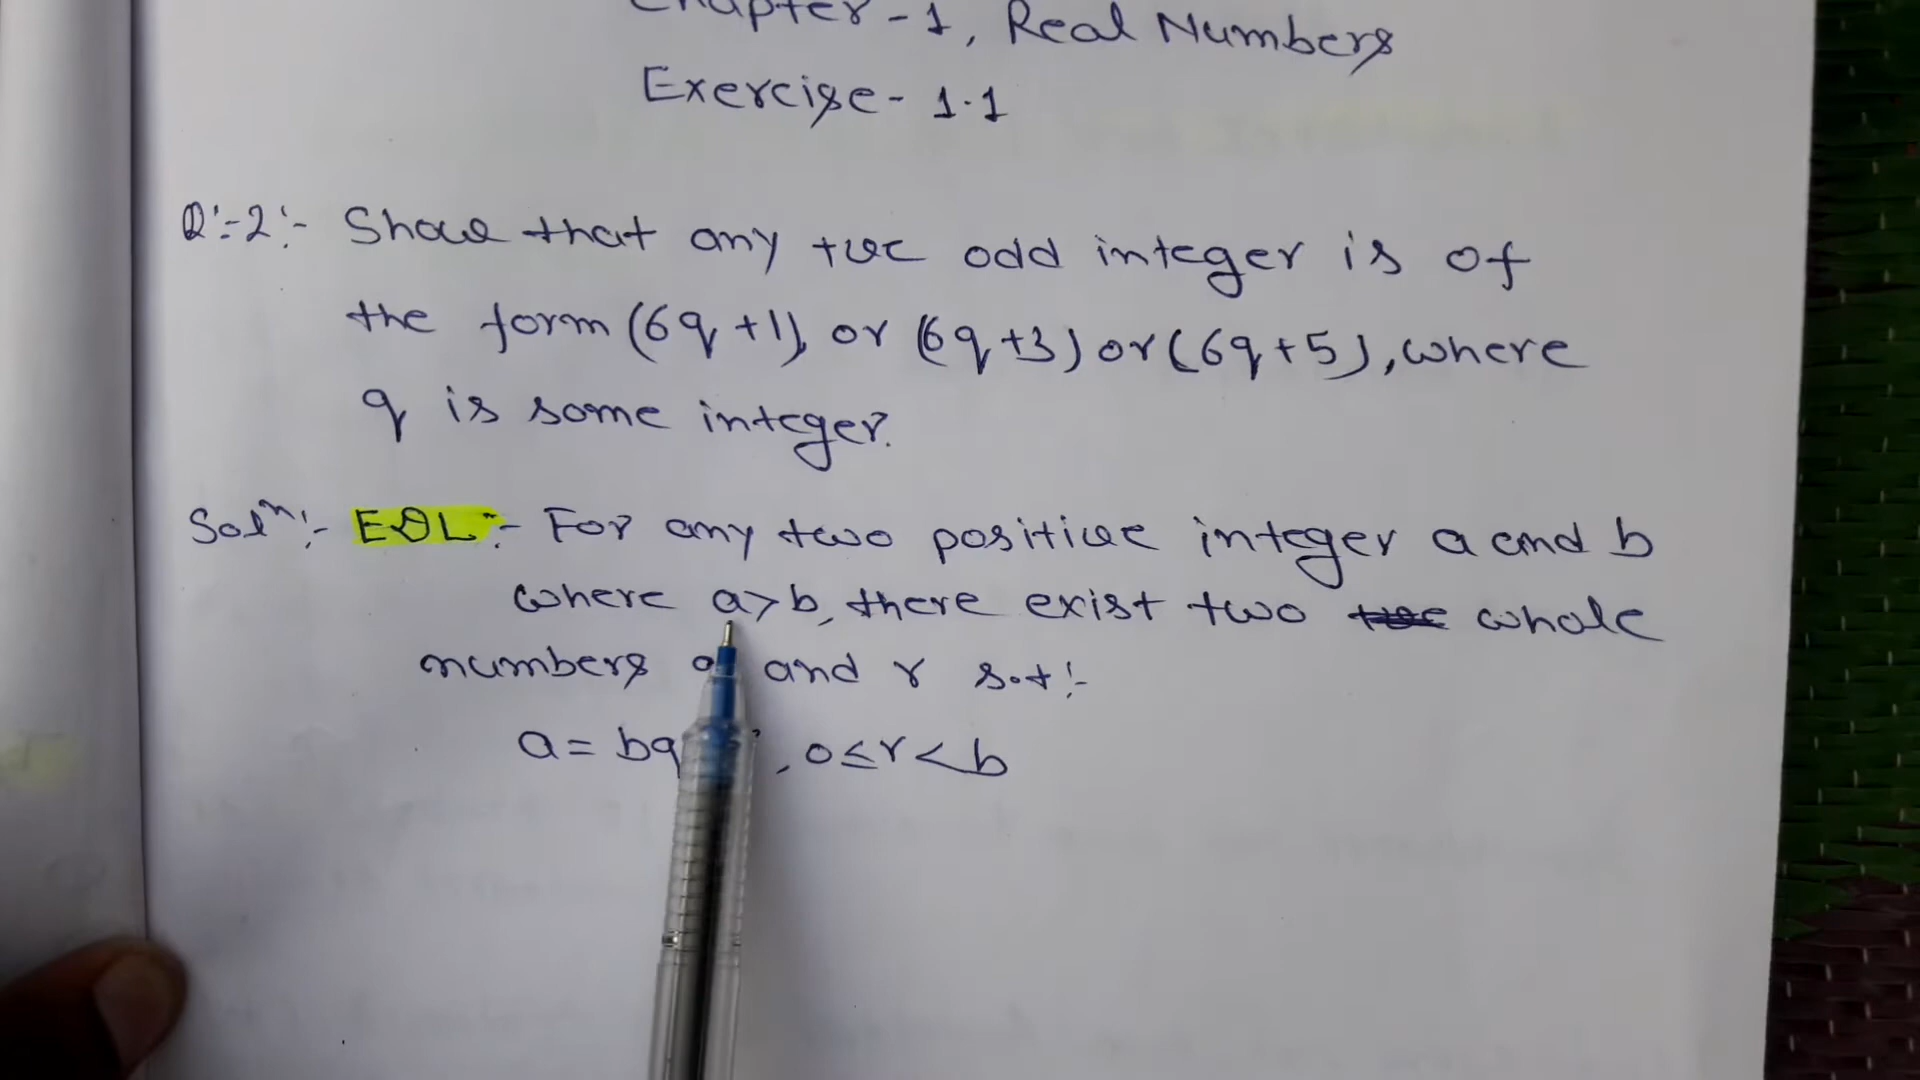 Chapter - 1, Real Numbers
Exercise - 1.1
Q:-2:- Show that any +ve odd integer is of
the form (6q +1) or (6q +3) or (6q +5), where
q is some integer.
Solⁿ:- EDL:- For any two positive integer a and b
where a>b, there exist two whole
numbers and r s.t:-
a = bq , 0≤r<b